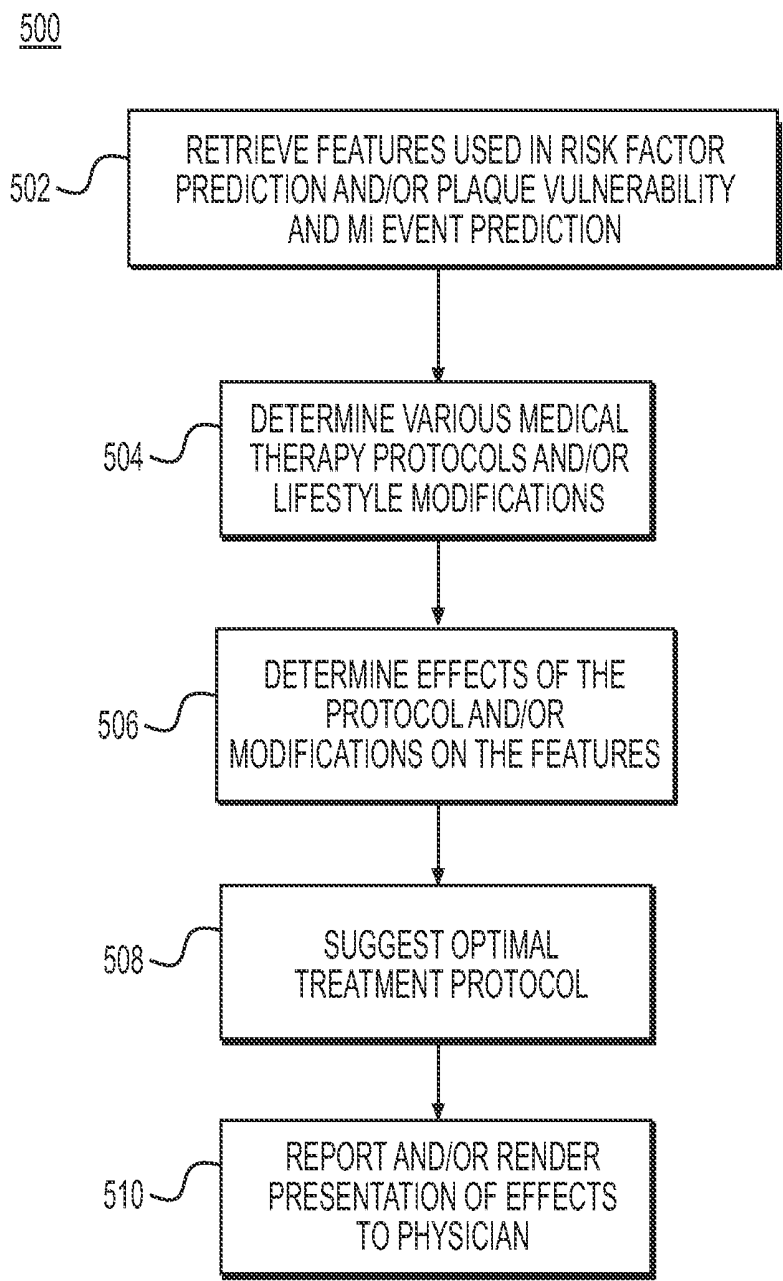 500
502
RETRIEVE FEATURES USED IN RISK FACTOR
PREDICTION AND/OR PLAQUE VULNERABILITY
AND MI EVENT PREDICTION
504
DETERMINE VARIOUS MEDICAL
THERAPY PROTOCOLS AND/OR
LIFESTYLE MODIFICATIONS
506
DETERMINE EFFECTS OF THE
PROTOCOL AND/OR
MODIFICATIONS ON THE FEATURES
508
SUGGEST OPTIMAL
TREATMENT PROTOCOL
510
REPORT AND/OR RENDER
PRESENTATION OF EFFECTS
TO PHYSICIAN